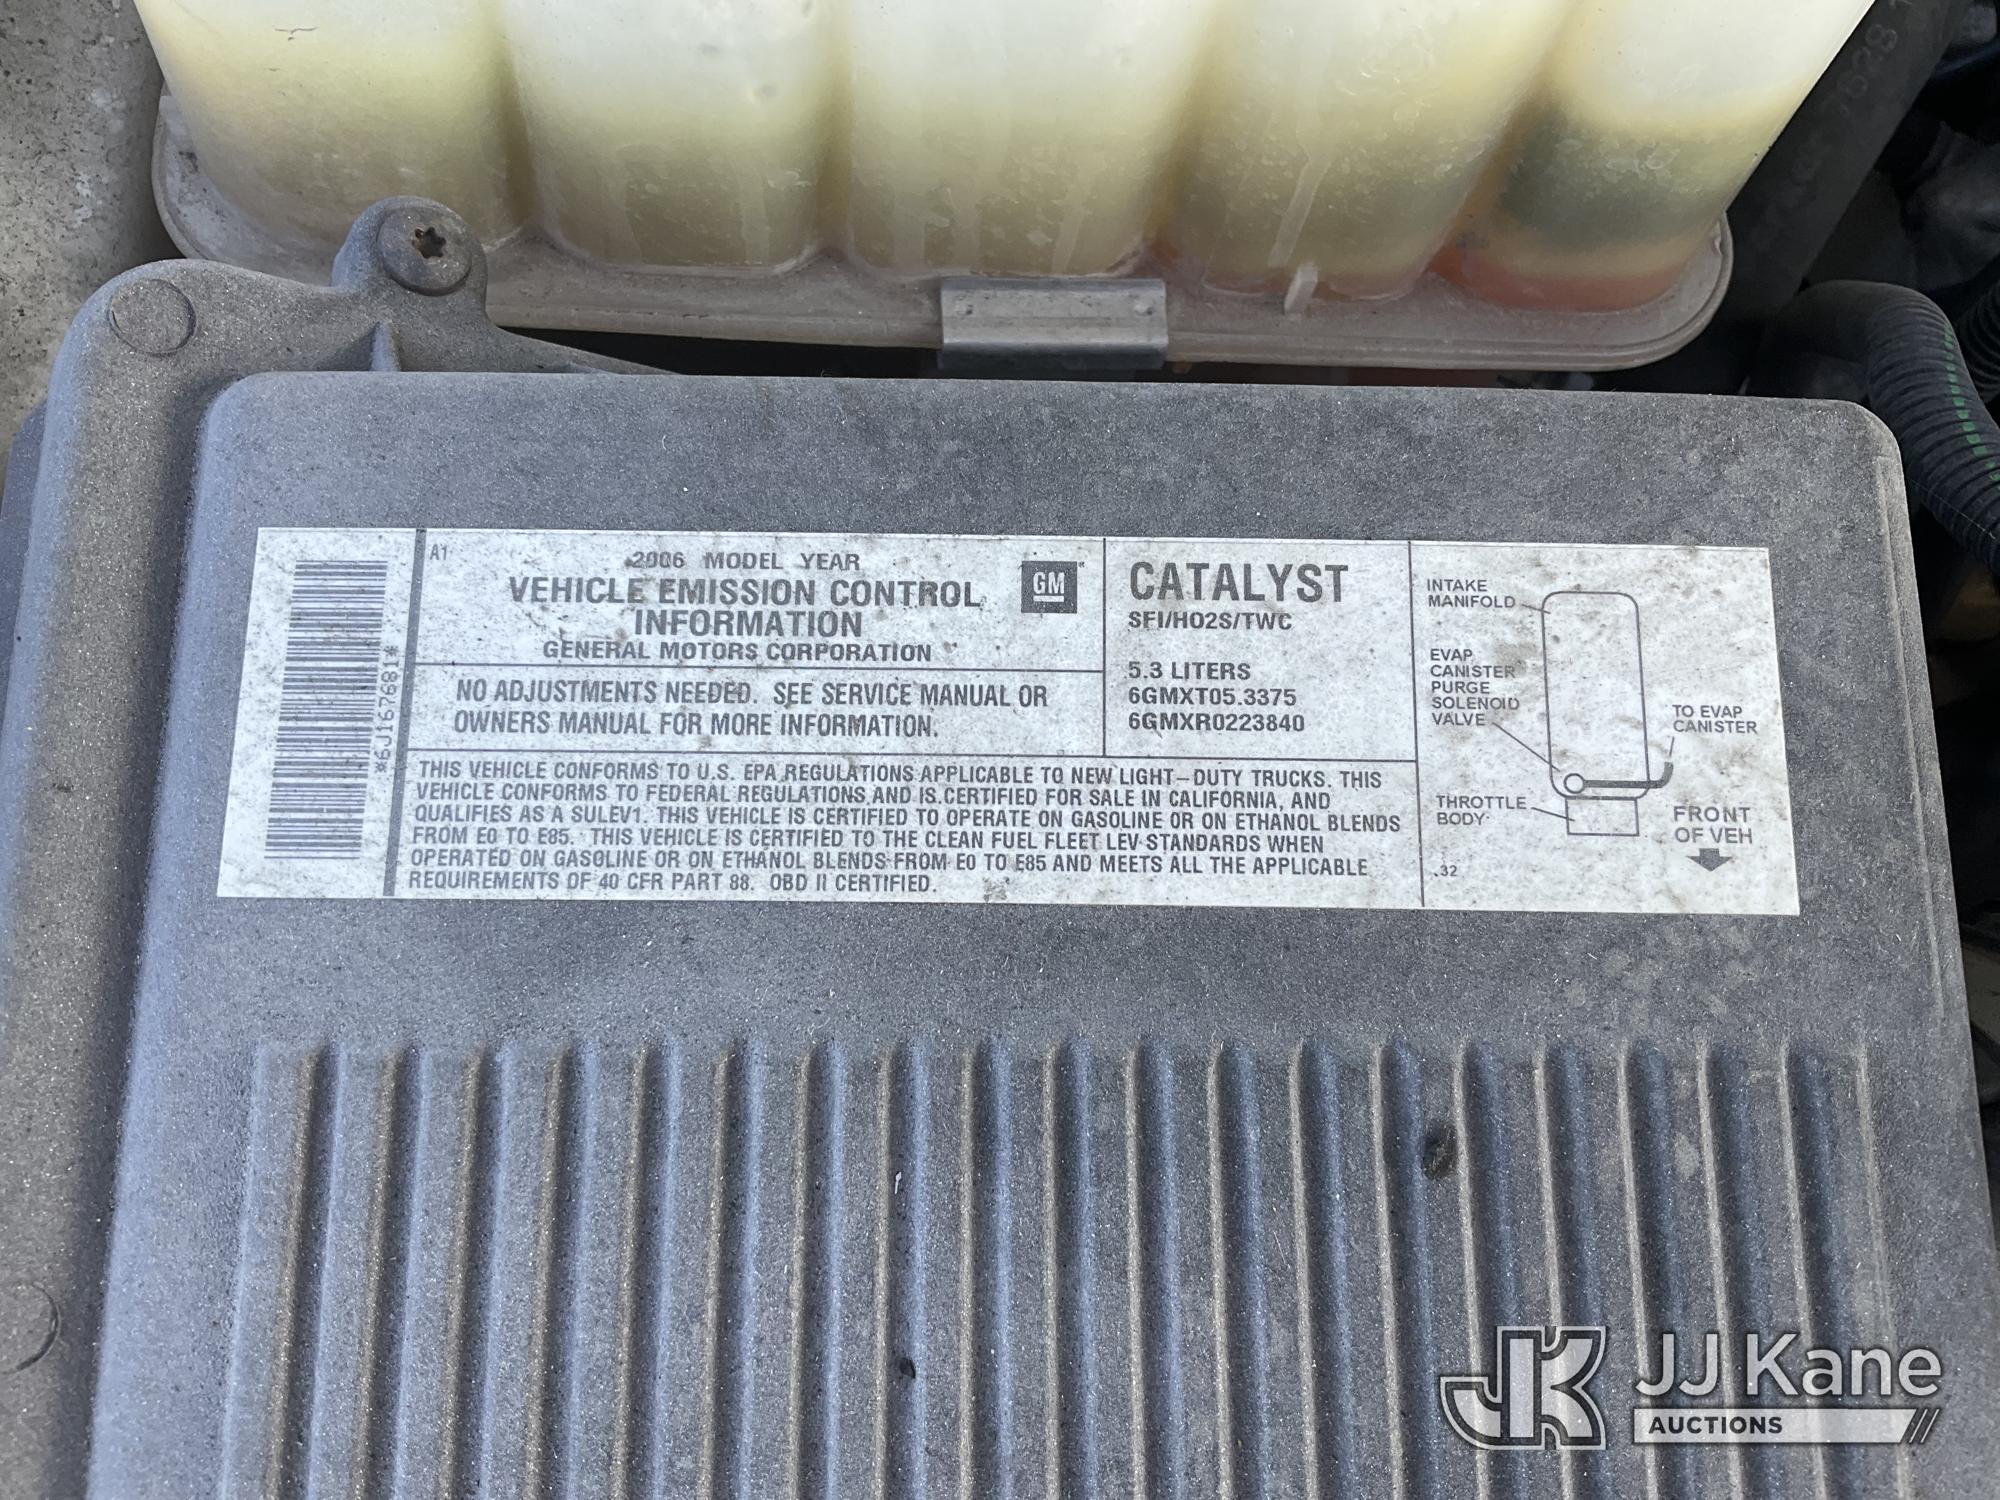 *6J167681*
A1
2006 MODEL YEAR
VEHICLE EMISSION CONTROL
INFORMATION
GENERAL MOTORS CORPORATION
GM
NO ADJUSTMENTS NEEDED. SEE SERVICE MANUAL OR
OWNERS MANUAL FOR MORE INFORMATION.
CATALYST
SFI/HO2S/TWC
5.3 LITERS
6GMXT05.3375
6GMXR0223840
THIS VEHICLE CONFORMS TO U.S. EPA REGULATIONS APPLICABLE TO NEW LIGHT-DUTY TRUCKS. THIS
VEHICLE CONFORMS TO FEDERAL REGULATIONS AND IS CERTIFIED FOR SALE IN CALIFORNIA, AND
QUALIFIES AS A SULEV1. THIS VEHICLE IS CERTIFIED TO OPERATE ON GASOLINE OR ON ETHANOL BLENDS
FROM E0 TO E85. THIS VEHICLE IS CERTIFIED TO THE CLEAN FUEL FLEET LEV STANDARDS WHEN
OPERATED ON GASOLINE OR ON ETHANOL BLENDS FROM E0 TO E85 AND MEETS ALL THE APPLICABLE
REQUIREMENTS OF 40 CFR PART 88. OBD II CERTIFIED.
INTAKE
MANIFOLD
EVAP
CANISTER
PURGE
SOLENOID
VALVE
TO EVAP
CANISTER
THROTTLE
BODY
FRONT
OF VEH
.32
JK
JJ Kane
AUCTIONS